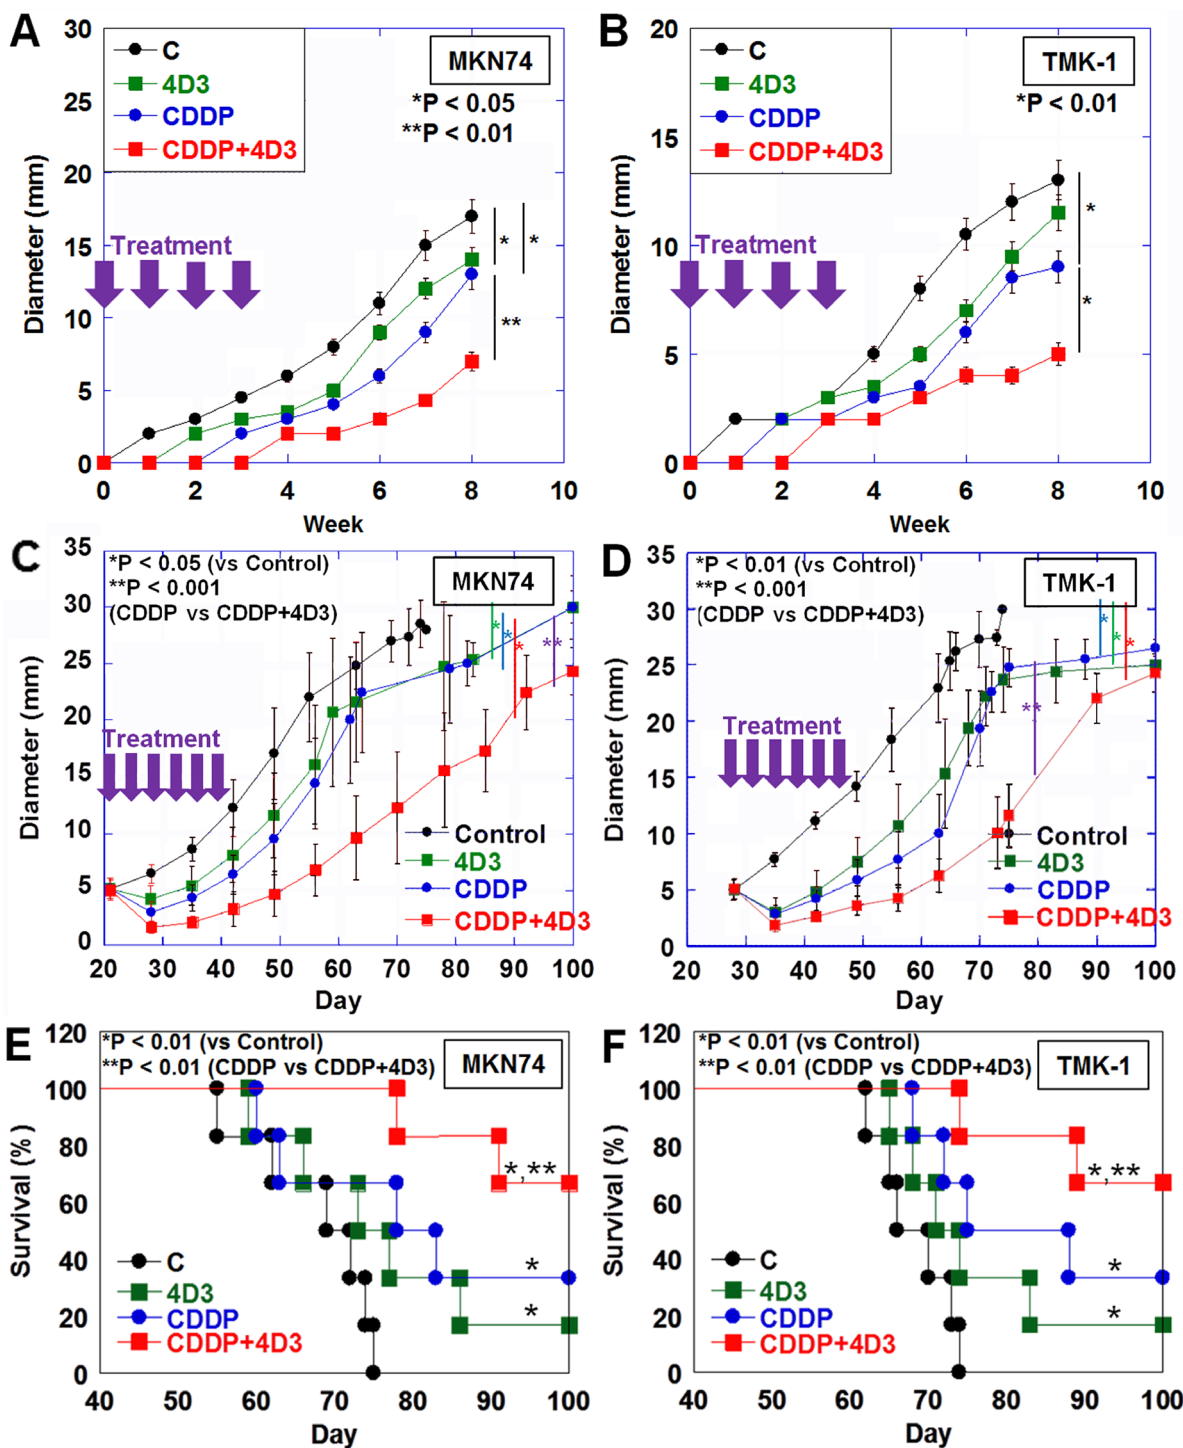 A
30
25
20
15
10
5
0
Diameter (mm)
C
4D3
CDDP
CDDP+4D3
MKN74
*P < 0.05
**P < 0.01
Treatment
*
*
**
0
2
4
6
8
10
Week
B
20
15
10
5
0
Diameter (mm)
C
4D3
CDDP
CDDP+4D3
TMK-1
*P < 0.01
Treatment
*
*
0
2
4
6
8
10
Week
C
35
30
25
20
15
10
5
0
Diameter (mm)
*P < 0.05 (vs Control)
**P < 0.001
(CDDP vs CDDP+4D3)
MKN74
*
*
*
**
Treatment
Control
4D3
CDDP
CDDP+4D3
20
30
40
50
60
70
80
90
100
Day
D
35
30
25
20
15
10
5
0
Diameter (mm)
*P < 0.01 (vs Control)
**P < 0.001
(CDDP vs CDDP+4D3)
TMK-1
*
*
*
**
Treatment
Control
4D3
CDDP
CDDP+4D3
20
30
40
50
60
70
80
90
100
Day
E
120
100
80
60
40
20
0
Survival (%)
*P < 0.01 (vs Control)
**P < 0.01 (CDDP vs CDDP+4D3)
MKN74
*,**
*
*
C
4D3
CDDP
CDDP+4D3
40
50
60
70
80
90
100
Day
F
120
100
80
60
40
20
0
Survival (%)
*P < 0.01 (vs Control)
**P < 0.01 (CDDP vs CDDP+4D3)
TMK-1
*,**
*
*
C
4D3
CDDP
CDDP+4D3
40
50
60
70
80
90
100
Day